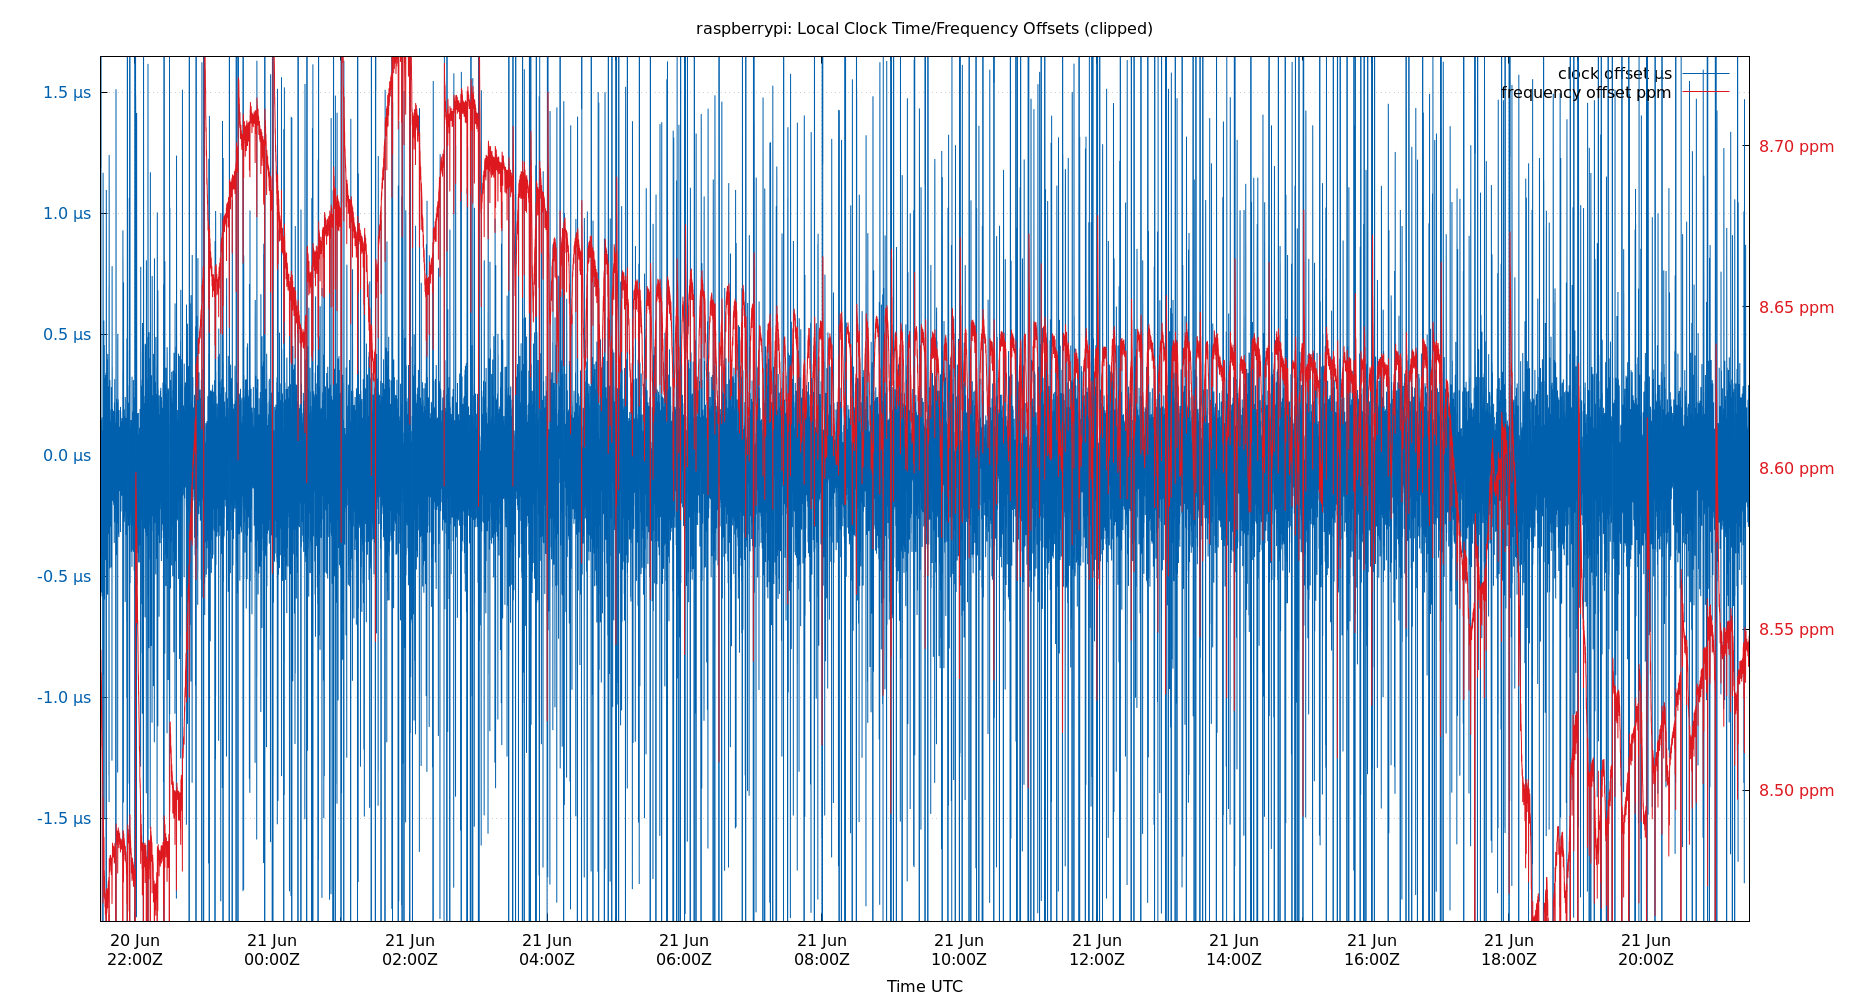 raspberrypi: Local Clock Time/Frequency Offsets (clipped)
clock offset µs
frequency offset ppm
1.5 µs
1.0 µs
0.5 µs
0.0 µs
-0.5 µs
-1.0 µs
-1.5 µs
8.70 ppm
8.65 ppm
8.60 ppm
8.55 ppm
8.50 ppm
20 Jun 21 Jun 21 Jun 21 Jun 21 Jun 21 Jun 21 Jun 21 Jun 21 Jun 21 Jun 21 Jun 21 Jun
22:00Z 00:00Z 02:00Z 04:00Z 06:00Z 08:00Z 10:00Z 12:00Z 14:00Z 16:00Z 18:00Z 20:00Z
Time UTC